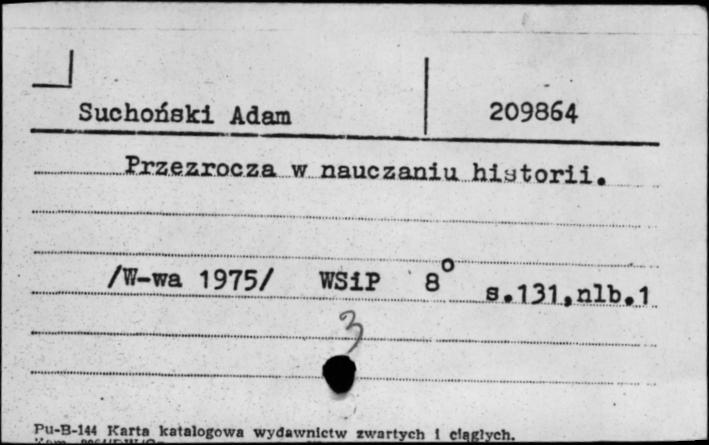 Suchoński Adam
209864
Przezrocza w nauczaniu historii.
/W-wa 1975/ WSiP 8° s.131,nlb.1
3
Pu-B-144 Karta katalogowa wydawnictw zwartych i ciągłych.